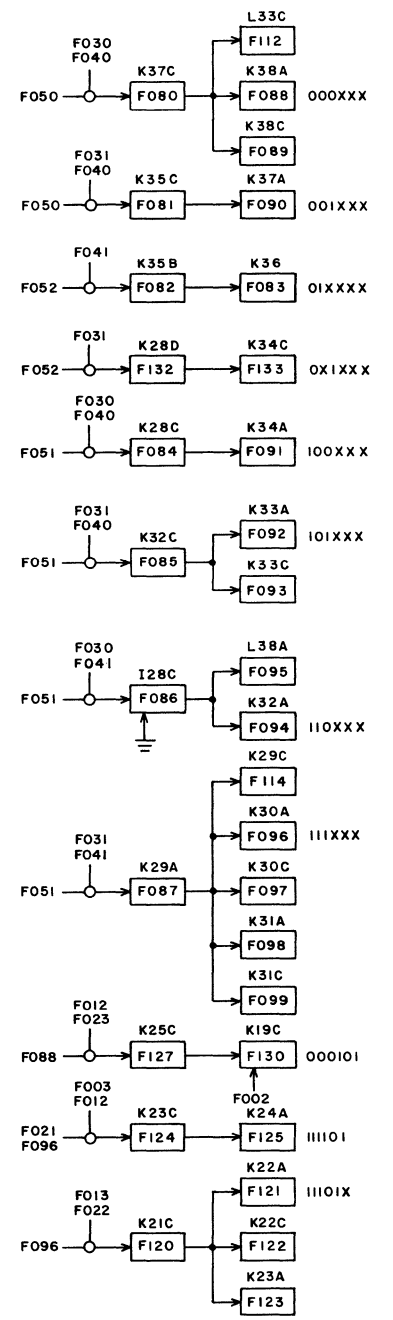 L33C
F030
F040
K37C
F112
K38A
F050
F080
F088
000XXX
K38C
F089
F031
F040
K35C
K37A
F050
F081
F090
001XXX
F041
K35B
K36
F052
F082
F083
01XXXX
F031
K28D
K34C
F052
F132
F133
0X1XXX
F030
F040
K28C
K34A
F051
F084
F091
100XXX
K33A
F031
F040
K32C
F092
101XXX
F051
F085
K33C
F093
L38A
F030
F041
I28C
F095
F051
F086
K32A
F094
110XXX
K29C
F114
K30A
F096
111XXX
F031
F041
K29A
K30C
F051
F087
F097
K31A
F098
K31C
F099
F012
F023
K25C
K19C
F088
F127
F130
000101
F002
F003
F012
K23C
K24A
F021
F096
F124
F125
111101
K22A
F121
11101X
F013
F022
K21C
K22C
F096
F120
F122
K23A
F123